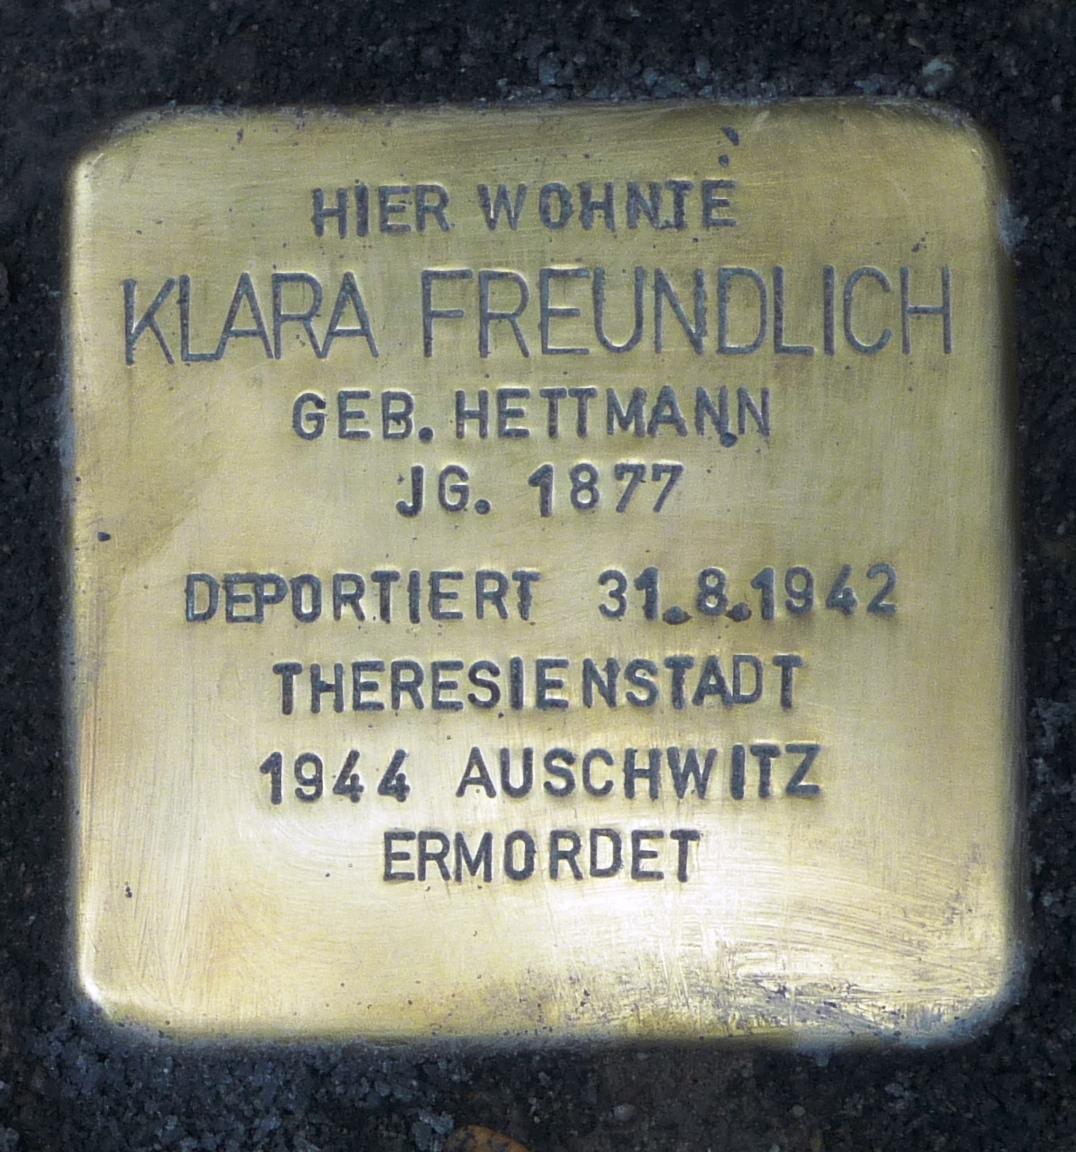 HIER WOHNTE
KLARA FREUNDLICH
GEB. HETTMANN
JG. 1877
DEPORTIERT 31.8.1942
THERESIENSTADT
1944 AUSCHWITZ
ERMORDET